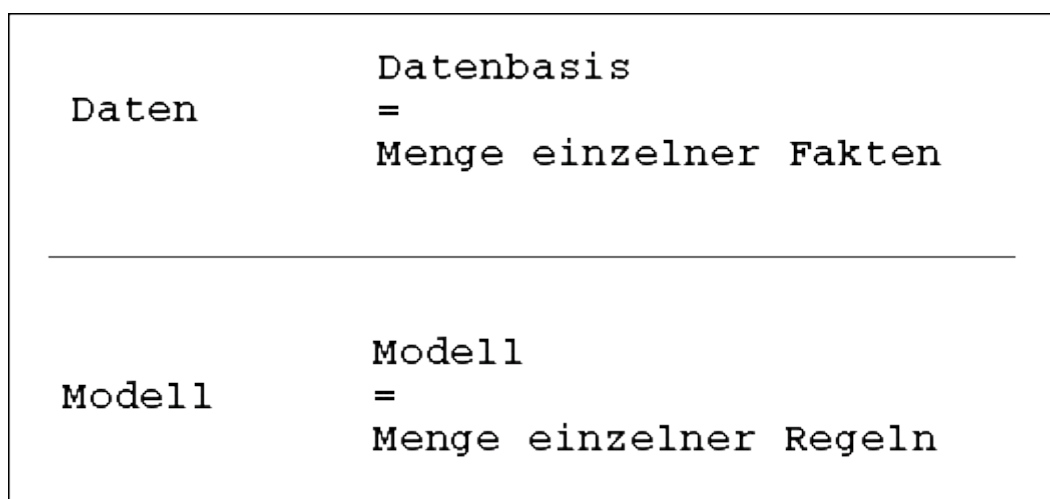 Daten
Datenbasis
=
Menge einzelner Fakten
Modell
Modell
=
Menge einzelner Regeln